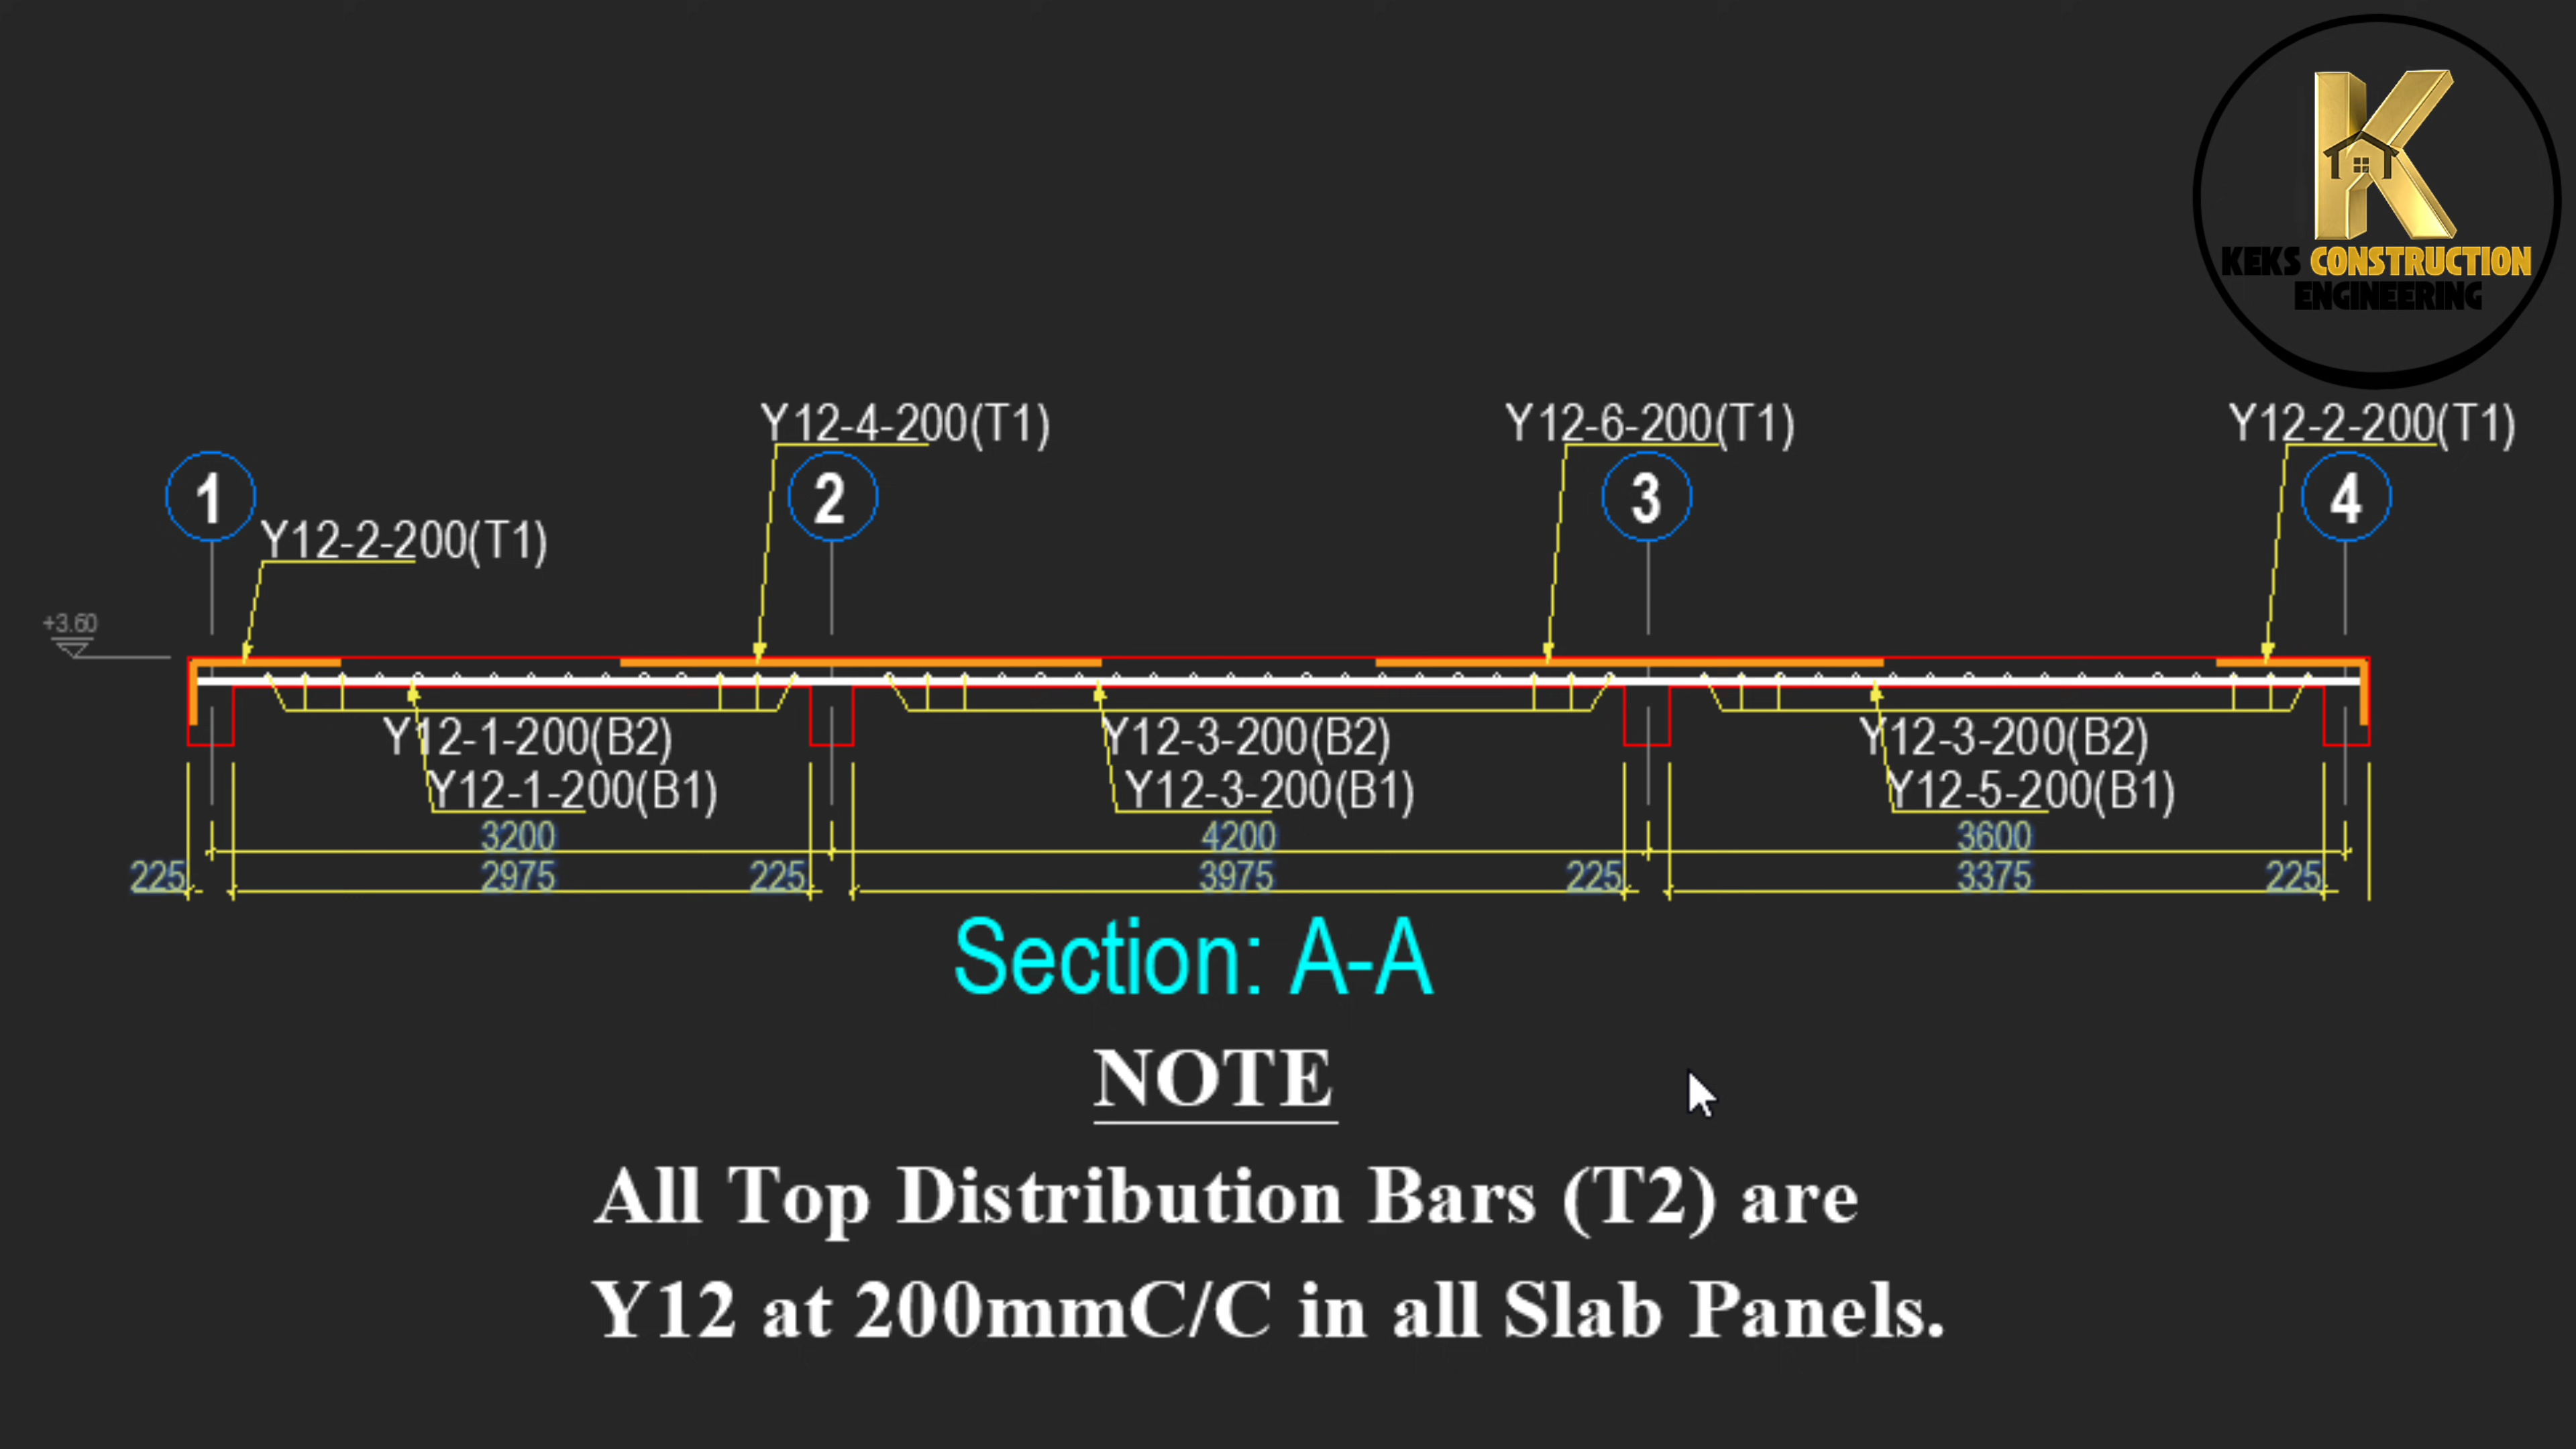 KEKS CONSTRUCTION
ENGINEERING
Y12-4-200(T1)
Y12-6-200(T1)
Y12-2-200(T1)
1
2
3
4
Y12-2-200(T1)
+3.60
Y12-1-200(B2)
Y12-3-200(B2)
Y12-3-200(B2)
Y12-1-200(B1)
Y12-3-200(B1)
Y12-5-200(B1)
3200
4200
3600
225
2975
225
3975
225
3375
225
Section: A-A
NOTE
All Top Distribution Bars (T2) are
Y12 at 200mmC/C in all Slab Panels.